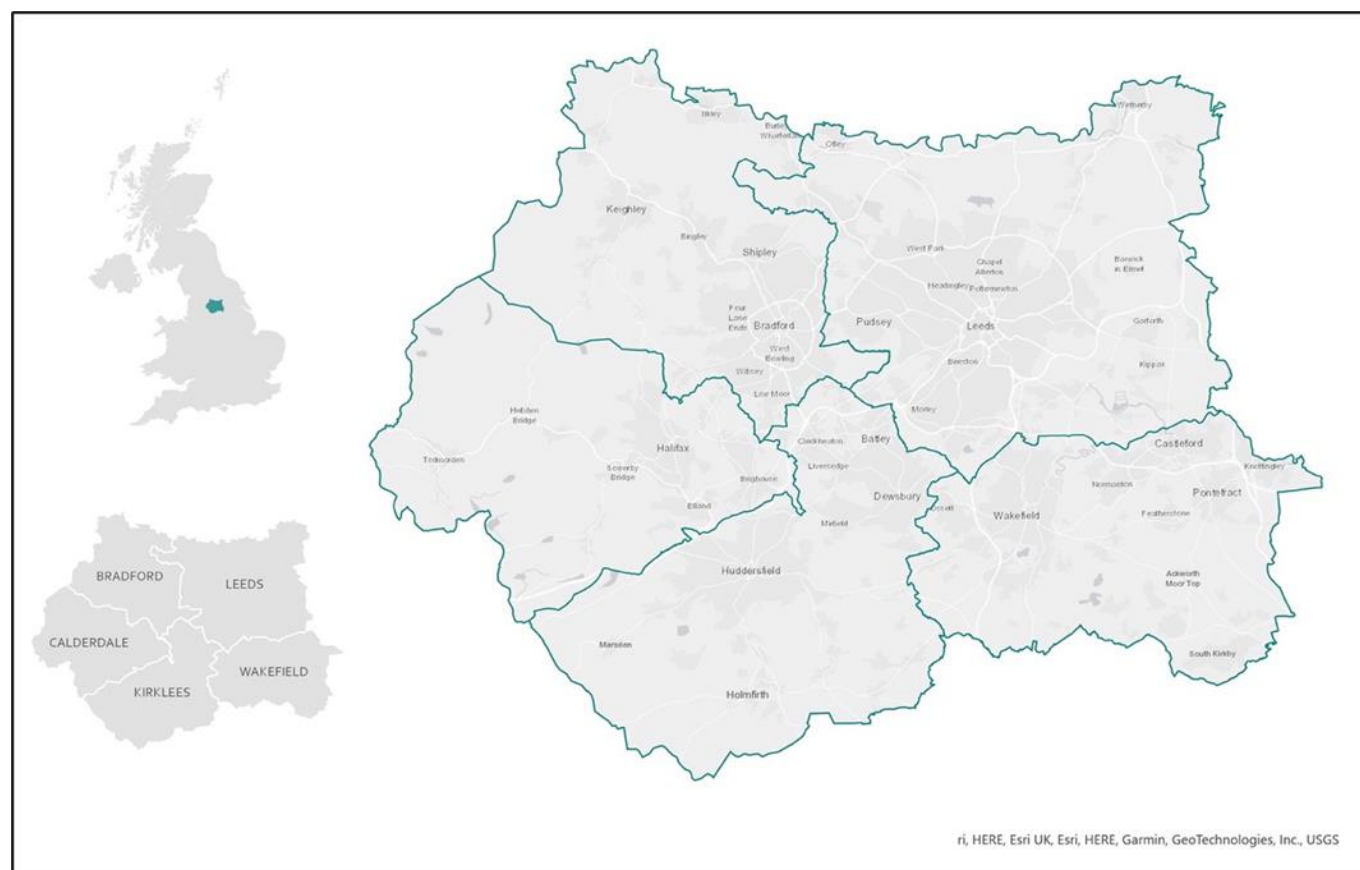 Ilkley
Burley
Wharfedale
Otley
Wetherby
Keighley
Bingley
Shipley
West Park
Chapel
Allerton
Headingley
Potternewton
Barwick
in Elmet
Four
Lane
Ends
Bradford
West
Bowling
Wibsey
Low Moor
Pudsey
Leeds
Beeston
Garforth
Kippax
Morley
Hebden
Bridge
Todmorden
Halifax
Sowerby
Bridge
Brighouse
Elland
Cleckheaton
Batley
Liversedge
Dewsbury
Mirfield
Ossett
Wakefield
Castleford
Knottingley
Normanton
Pontefract
Featherstone
Ackworth
Moor Top
South Kirkby
Huddersfield
Marsden
Holmfirth
BRADFORD
LEEDS
CALDERDALE
KIRKLEES
WAKEFIELD
ri, HERE, Esri UK, Esri, HERE, Garmin, GeoTechnologies, Inc., USGS